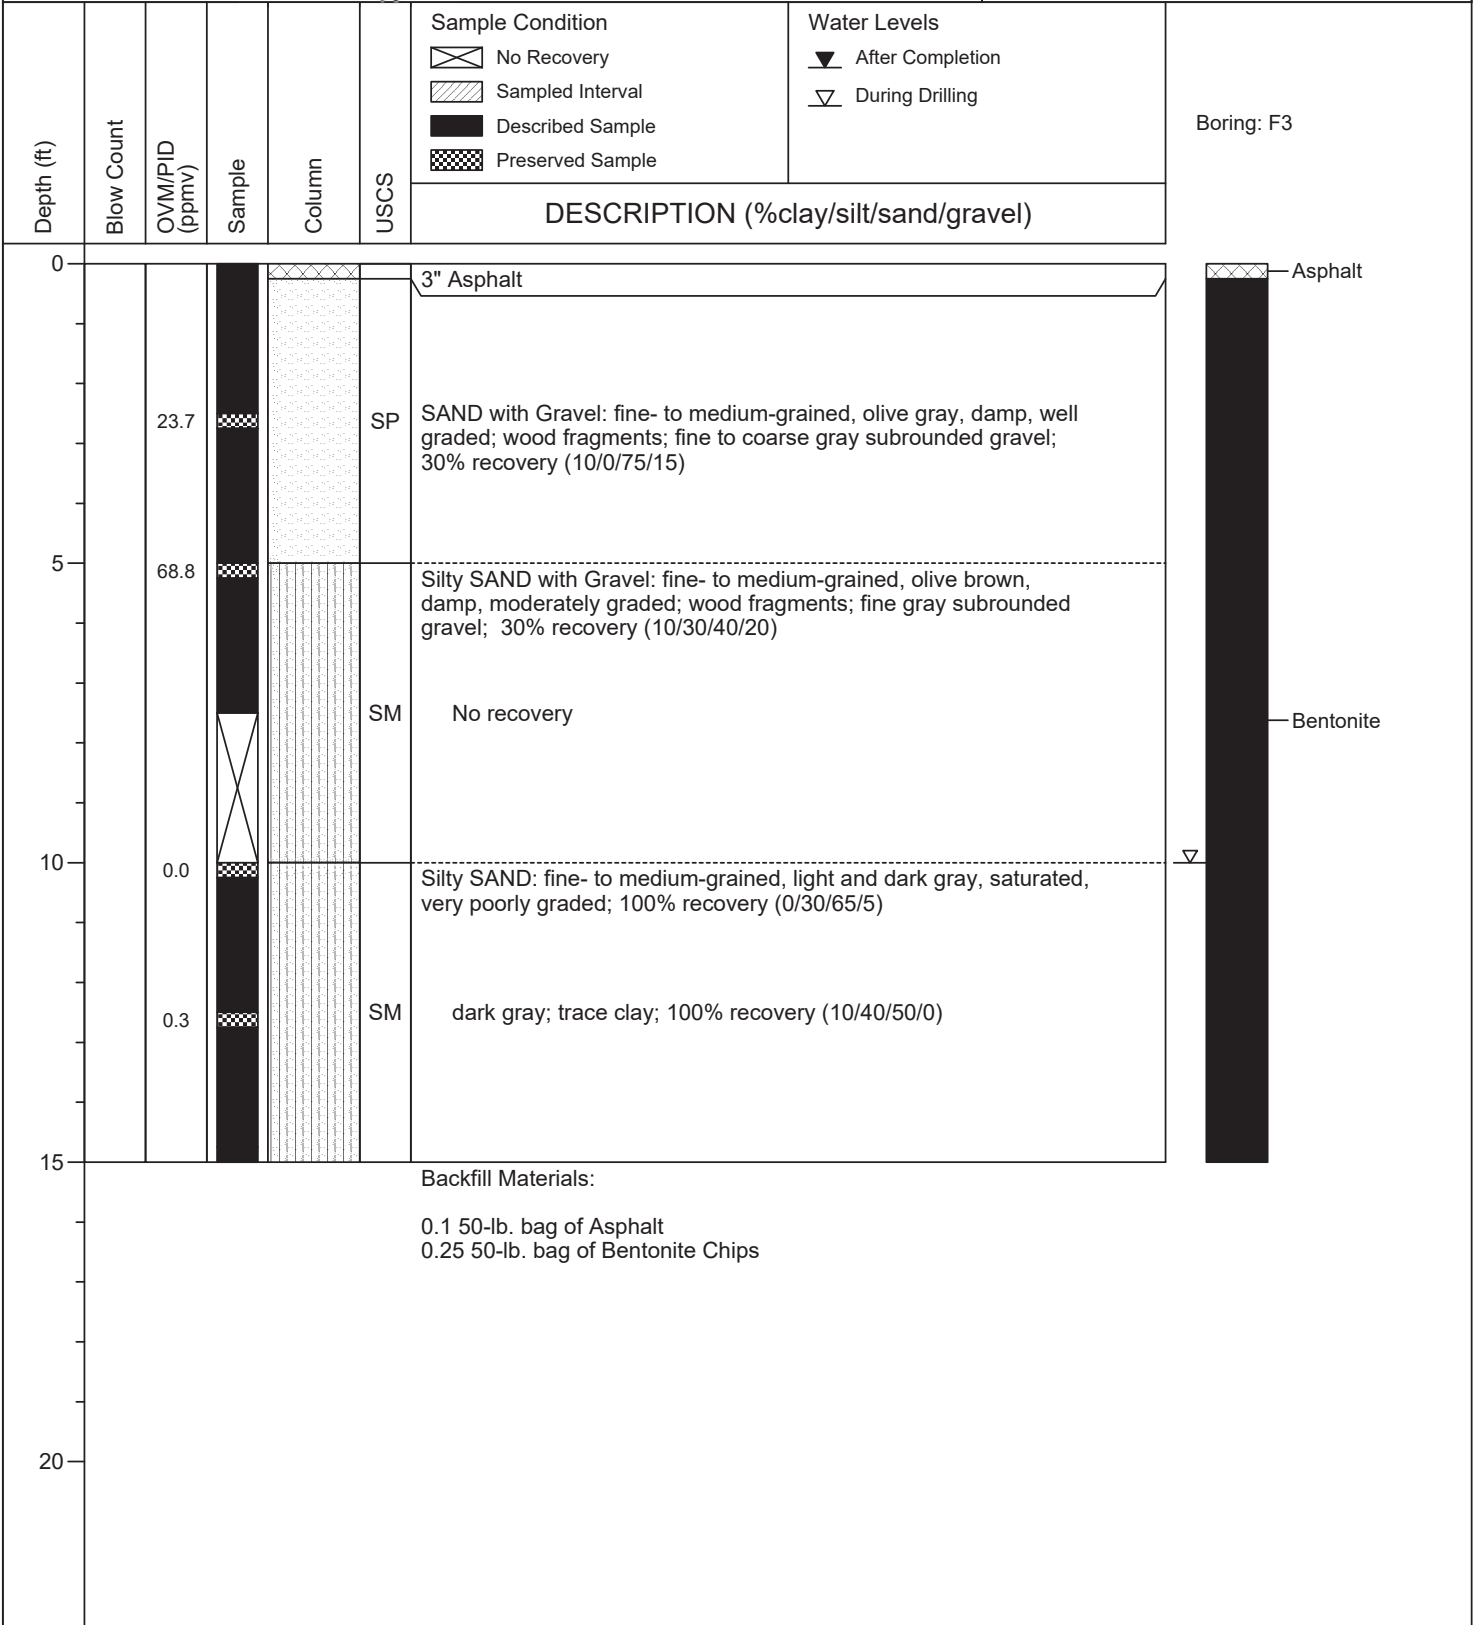 Sample Condition
No Recovery
Sampled Interval
Described Sample
Preserved Sample
Water Levels
After Completion
During Drilling
Boring: F3
Depth (ft)
Blow Count
OVM/PID
(ppmv)
Sample
Column
USCS
DESCRIPTION (%clay/silt/sand/gravel)
0
3" Asphalt
Asphalt
23.7
SP
SAND with Gravel: fine- to medium-grained, olive gray, damp, well
graded; wood fragments; fine to coarse gray subrounded gravel;
30% recovery (10/0/75/15)
5
68.8
Silty SAND with Gravel: fine- to medium-grained, olive brown,
damp, moderately graded; wood fragments; fine gray subrounded
gravel;  30% recovery (10/30/40/20)
SM
No recovery
Bentonite
10
0.0
Silty SAND: fine- to medium-grained, light and dark gray, saturated,
very poorly graded; 100% recovery (0/30/65/5)
0.3
SM
dark gray; trace clay; 100% recovery (10/40/50/0)
15
Backfill Materials:
0.1 50-lb. bag of Asphalt
0.25 50-lb. bag of Bentonite Chips
20